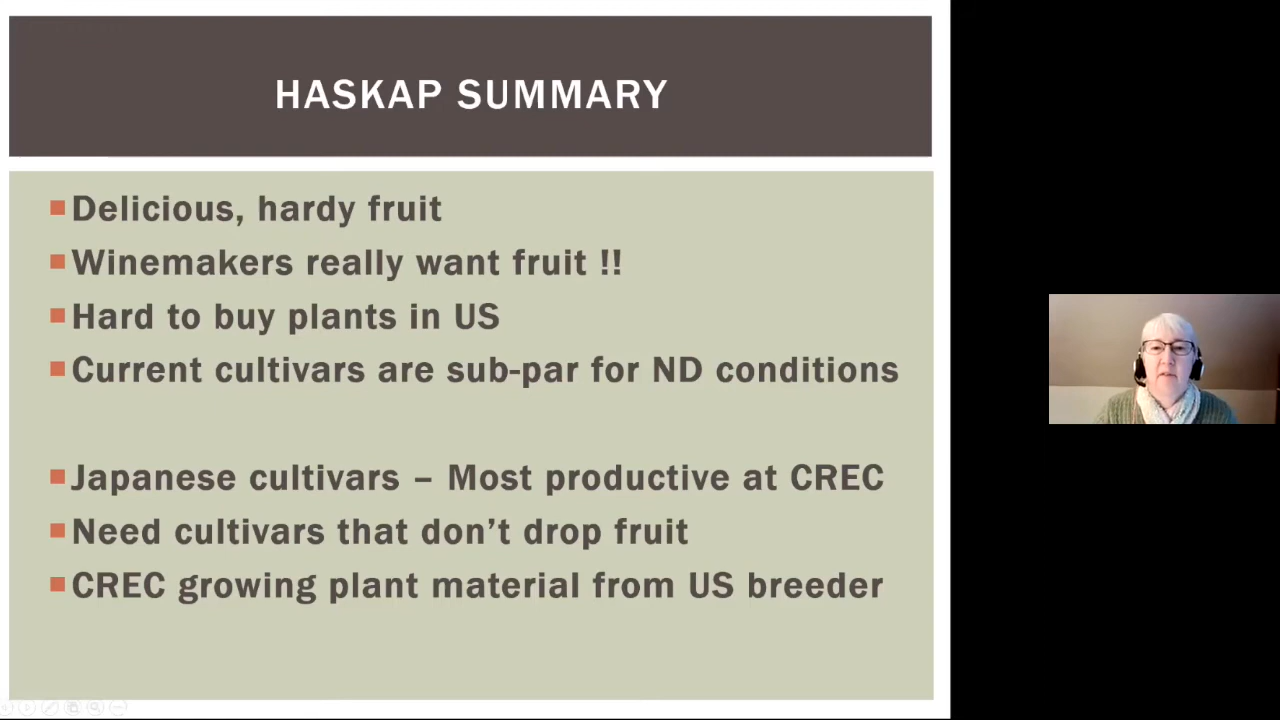 HASKAP SUMMARY
Delicious, hardy fruit
Winemakers really want fruit !!
Hard to buy plants in US
Current cultivars are sub-par for ND conditions
Japanese cultivars – Most productive at CREC
Need cultivars that don’t drop fruit
CREC growing plant material from US breeder